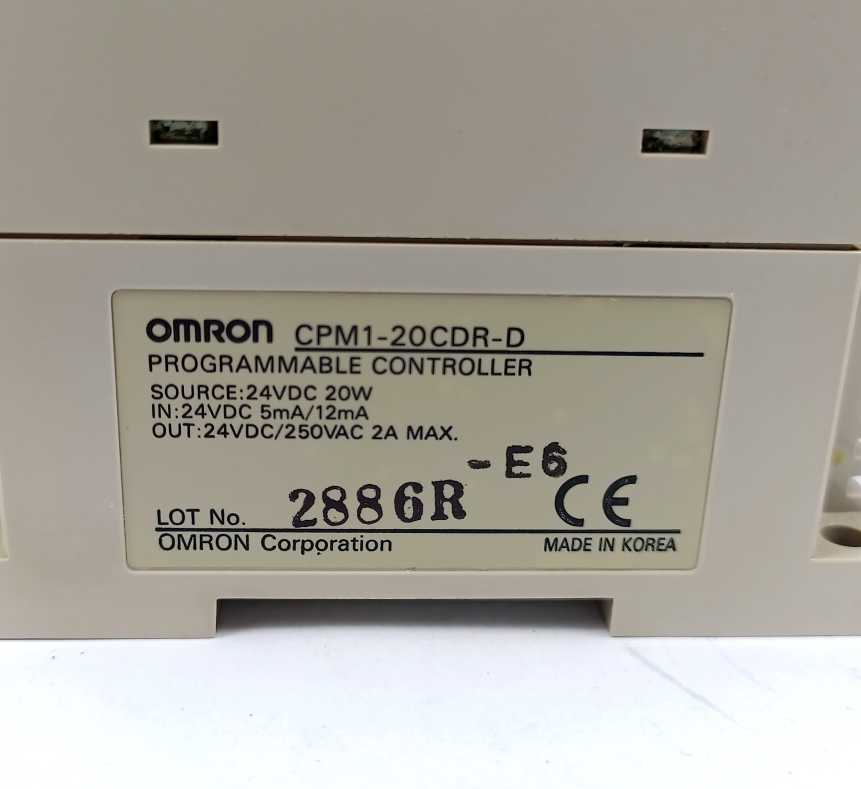 OMRON CPM1-20CDR-D
PROGRAMMABLE CONTROLLER
SOURCE:24VDC 20W
IN:24VDC 5mA/12mA
OUT:24VDC/250VAC 2A MAX.
-E6
LOT No. 2886R CE
OMRON Corporation MADE IN KOREA